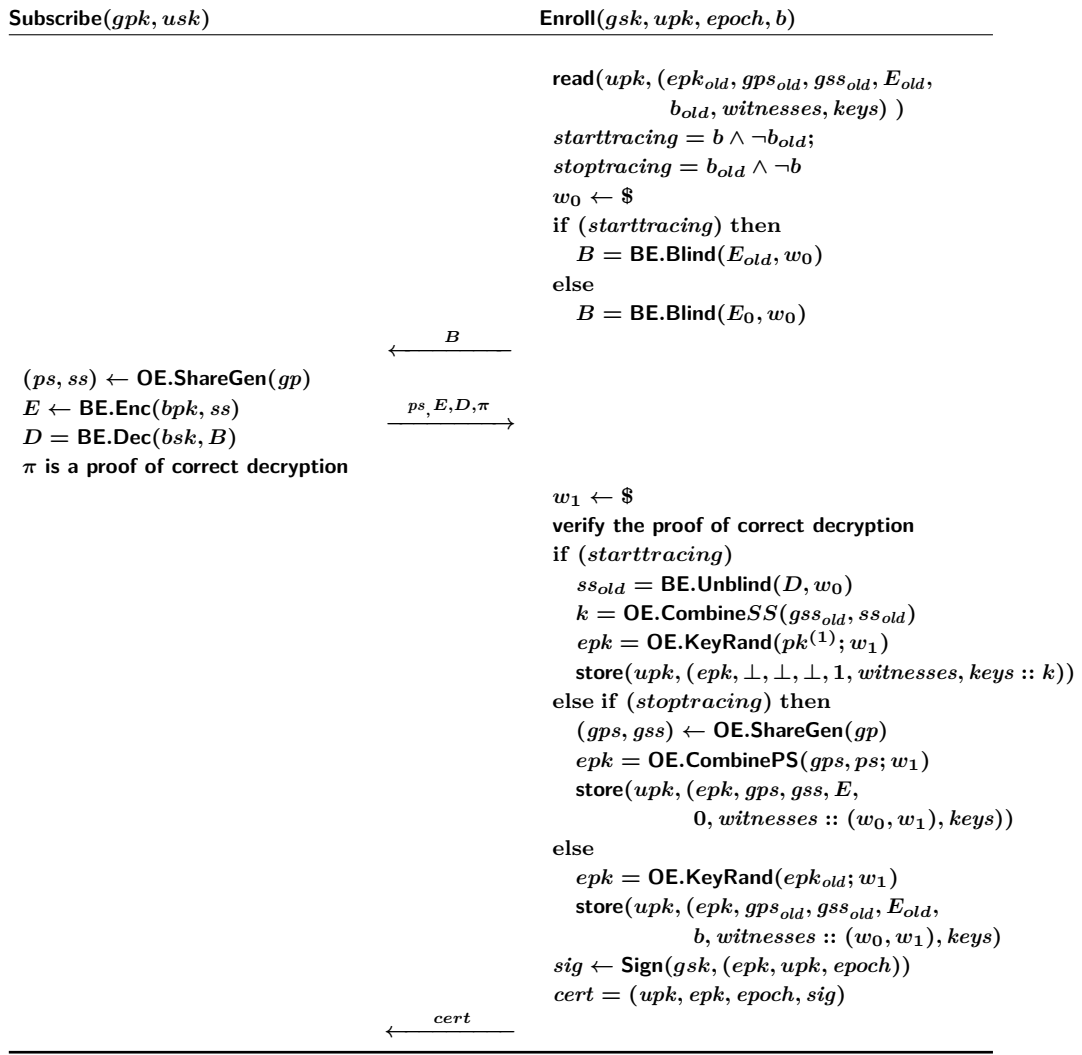 Subscribe(gpk, usk) Enroll(gsk, upk, epoch, b)
read(upk, (epk_old, gps_old, gss_old, E_old,
b_old, witnesses, keys) )
starttracing = b ∧ ¬b_old;
stoptracing = b_old ∧ ¬b
w_0 ← $
if (starttracing) then
B = BE.Blind(E_old, w_0)
else
B = BE.Blind(E_0, w_0)
B
(ps, ss) ← OE.ShareGen(gp)
E ← BE.Enc(bpk, ss)
ps, E, D, π
D = BE.Dec(bsk, B)
π is a proof of correct decryption
w_1 ← $
verify the proof of correct decryption
if (starttracing)
ss_old = BE.Unblind(D, w_0)
k = OE.CombineSS(gss_old, ss_old)
epk = OE.KeyRand(pk^(1); w_1)
store(upk, (epk, ⊥, ⊥, ⊥, 1, witnesses, keys :: k))
else if (stoptracing) then
(gps, gss) ← OE.ShareGen(gp)
epk = OE.CombinePS(gps, ps; w_1)
store(upk, (epk, gps, gss, E,
0, witnesses :: (w_0, w_1), keys))
else
epk = OE.KeyRand(epk_old; w_1)
store(upk, (epk, gps_old, gss_old, E_old,
b, witnesses :: (w_0, w_1), keys)
sig ← Sign(gsk, (epk, upk, epoch))
cert = (upk, epk, epoch, sig)
cert